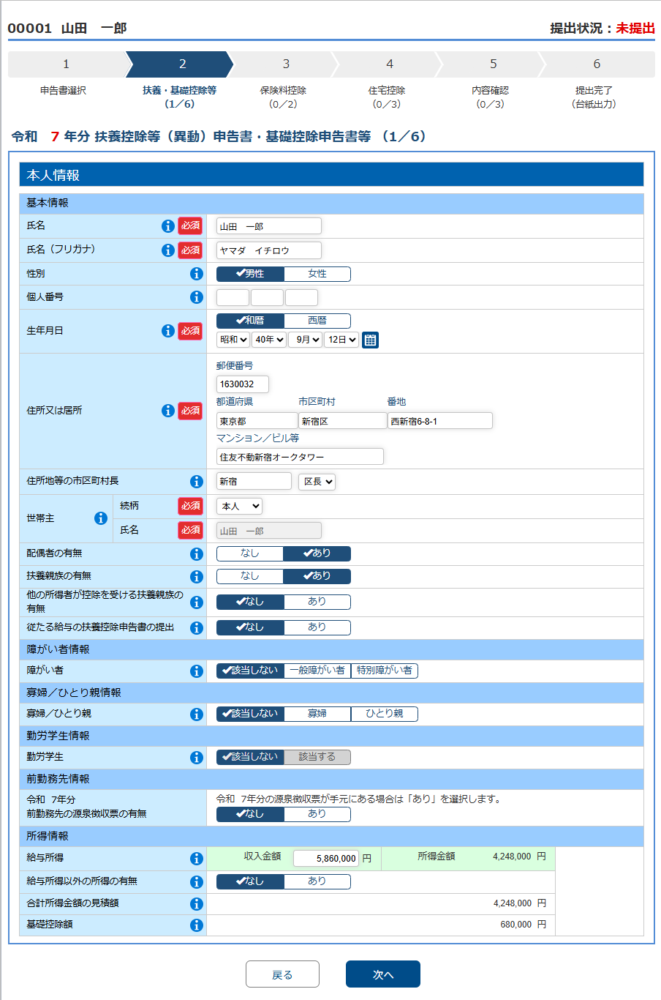 00001 山田　一郎
提出状況：未提出
1 2 3 4 5 6
申告書選択 扶養・基礎控除等 保険料控除 住宅控除 内容確認 提出完了
（1／6） （0／2） （0／3） （0／3） （台紙出力）
令和　7 年分 扶養控除等（異動）申告書・基礎控除申告書等 （1／6）
本人情報
基本情報
氏名 必須 山田　一郎
氏名（フリガナ） 必須 ヤマダ　イチロウ
性別 男性 女性
個人番号
生年月日 必須 和暦 西暦
昭和 40年 9月 12日
住所又は居所 必須
郵便番号
1630032
都道府県 市区町村 番地
東京都 新宿区 西新宿6-8-1
マンション／ビル等
住友不動新宿オークタワー
住所地等の市区町村長 新宿 区長
世帯主 続柄 必須 本人
氏名 必須 山田　一郎
配偶者の有無 なし あり
扶養親族の有無 なし あり
他の所得者が控除を受ける扶養親族の
有無 なし あり
従たる給与の扶養控除申告書の提出 なし あり
障がい者情報
障がい者 該当しない 一般障がい者 特別障がい者
寡婦／ひとり親情報
寡婦／ひとり親 該当しない 寡婦 ひとり親
勤労学生情報
勤労学生 該当しない 該当する
前勤務先情報
令和　7年分 令和　7年分の源泉徴収票が手元にある場合は「あり」を選択します。
前勤務先の源泉徴収票の有無 なし あり
所得情報
給与所得 収入金額 5,860,000 円 所得金額 4,248,000 円
給与所得以外の所得の有無 なし あり
合計所得金額の見積額 4,248,000 円
基礎控除額 680,000 円
戻る 次へ